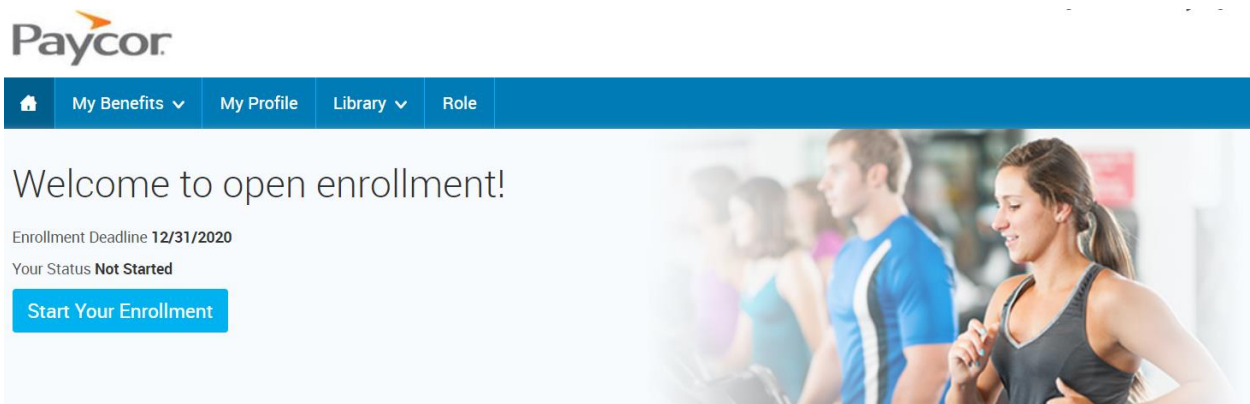 Paycor
My Benefits My Profile Library Role
Welcome to open enrollment!
Enrollment Deadline 12/31/2020
Your Status Not Started
Start Your Enrollment